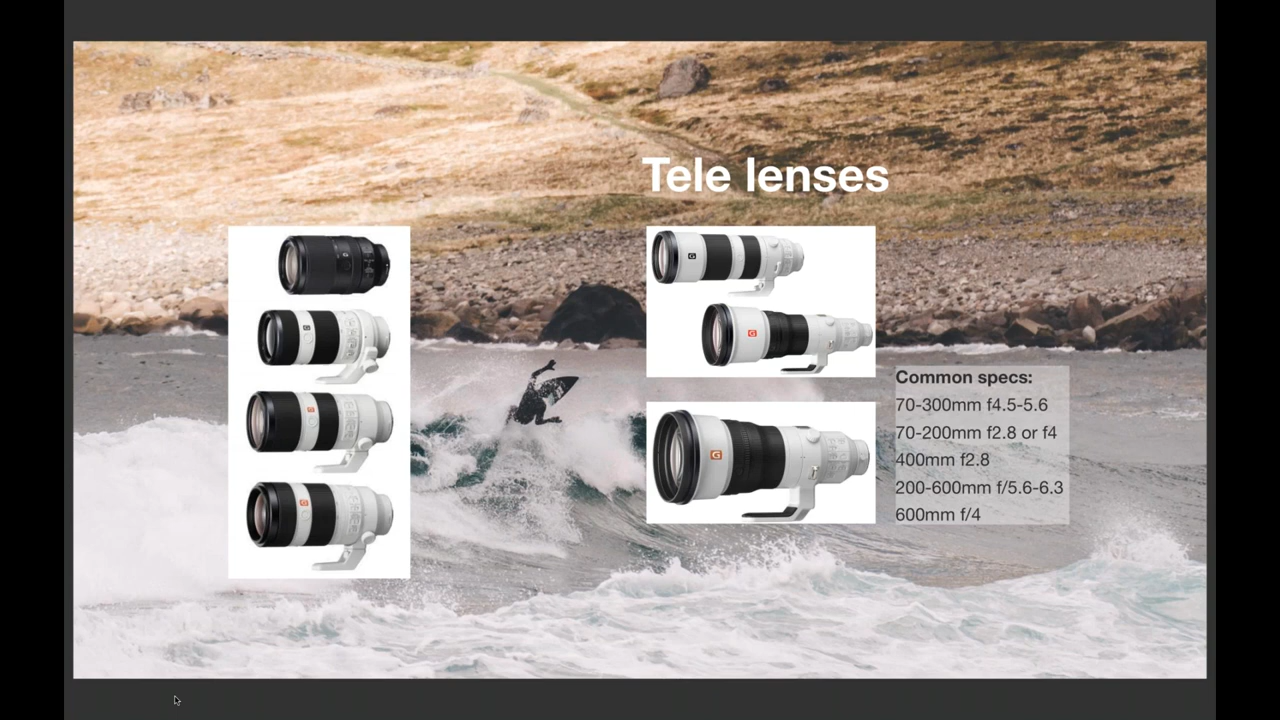 Tele lenses
Common specs:
70-300mm f4.5-5.6
70-200mm f2.8 or f4
400mm f2.8
200-600mm f/5.6-6.3
600mm f/4
G
G
G
G
G
G